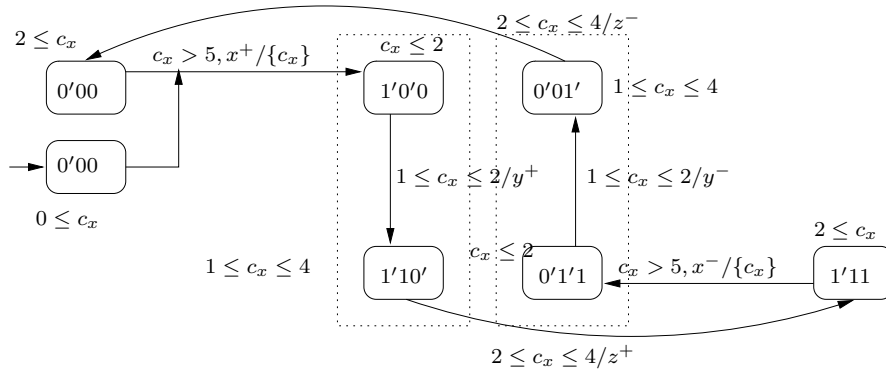 2 ≤ c_x ≤ 4/z⁻
2 ≤ c_x
c_x > 5, x⁺/{c_x}
c_x ≤ 2
0′00
1′0′0
0′01′
1 ≤ c_x ≤ 4
0′00
1 ≤ c_x ≤ 2/y⁺
1 ≤ c_x ≤ 2/y⁻
0 ≤ c_x
2 ≤ c_x
c_x ≤ 2
1 ≤ c_x ≤ 4
c_x > 5, x⁻/{c_x}
1′10′
0′1′1
1′11
2 ≤ c_x ≤ 4/z⁺